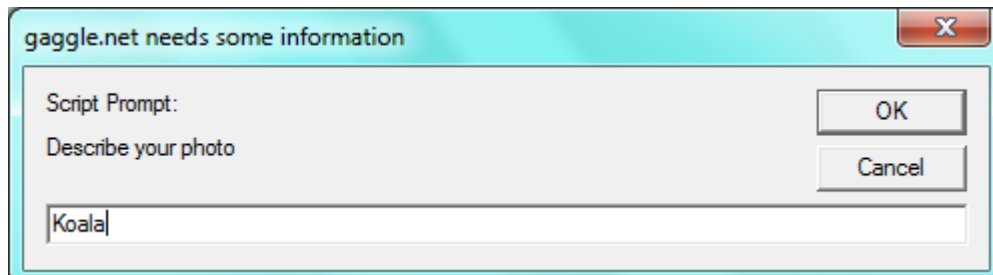 gaggle.net needs some information
Script Prompt:
OK
Describe your photo
Cancel
Koala